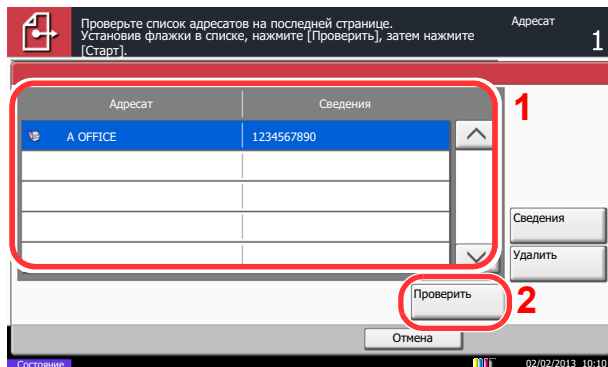 Проверьте список адресатов на последней странице.
Установив флажки в списке, нажмите [Проверить], затем нажмите
[Старт].
Адресат
1
Адресат Сведения
1
A OFFICE 1234567890
Сведения
Удалить
Проверить
2
Отмена
Состояние 02/02/2013 10:10